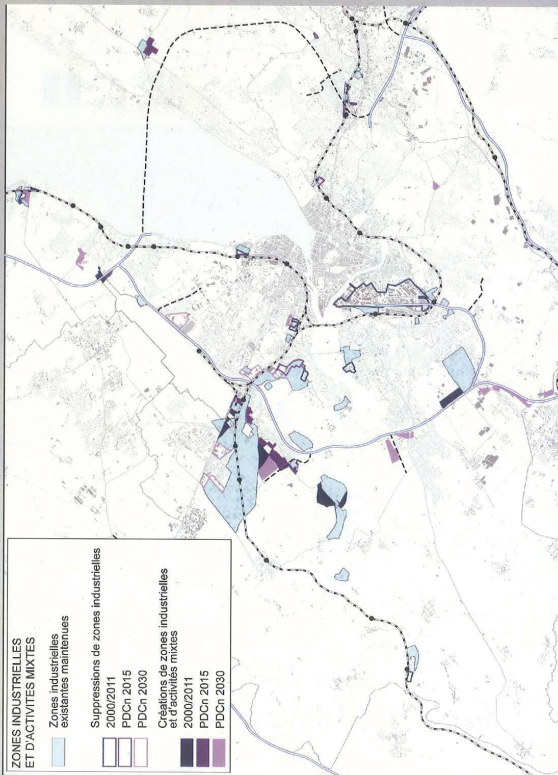 ZONES INDUSTRIELLES
ET D'ACTIVITES MIXTES
Zones industrielles
existantes maintenues
Suppressions de zones industrielles
2000/2011
PDCn 2015
PDCn 2030
Créations de zones industrielles
et d'activités mixtes
2000/2011
PDCn 2015
PDCn 2030